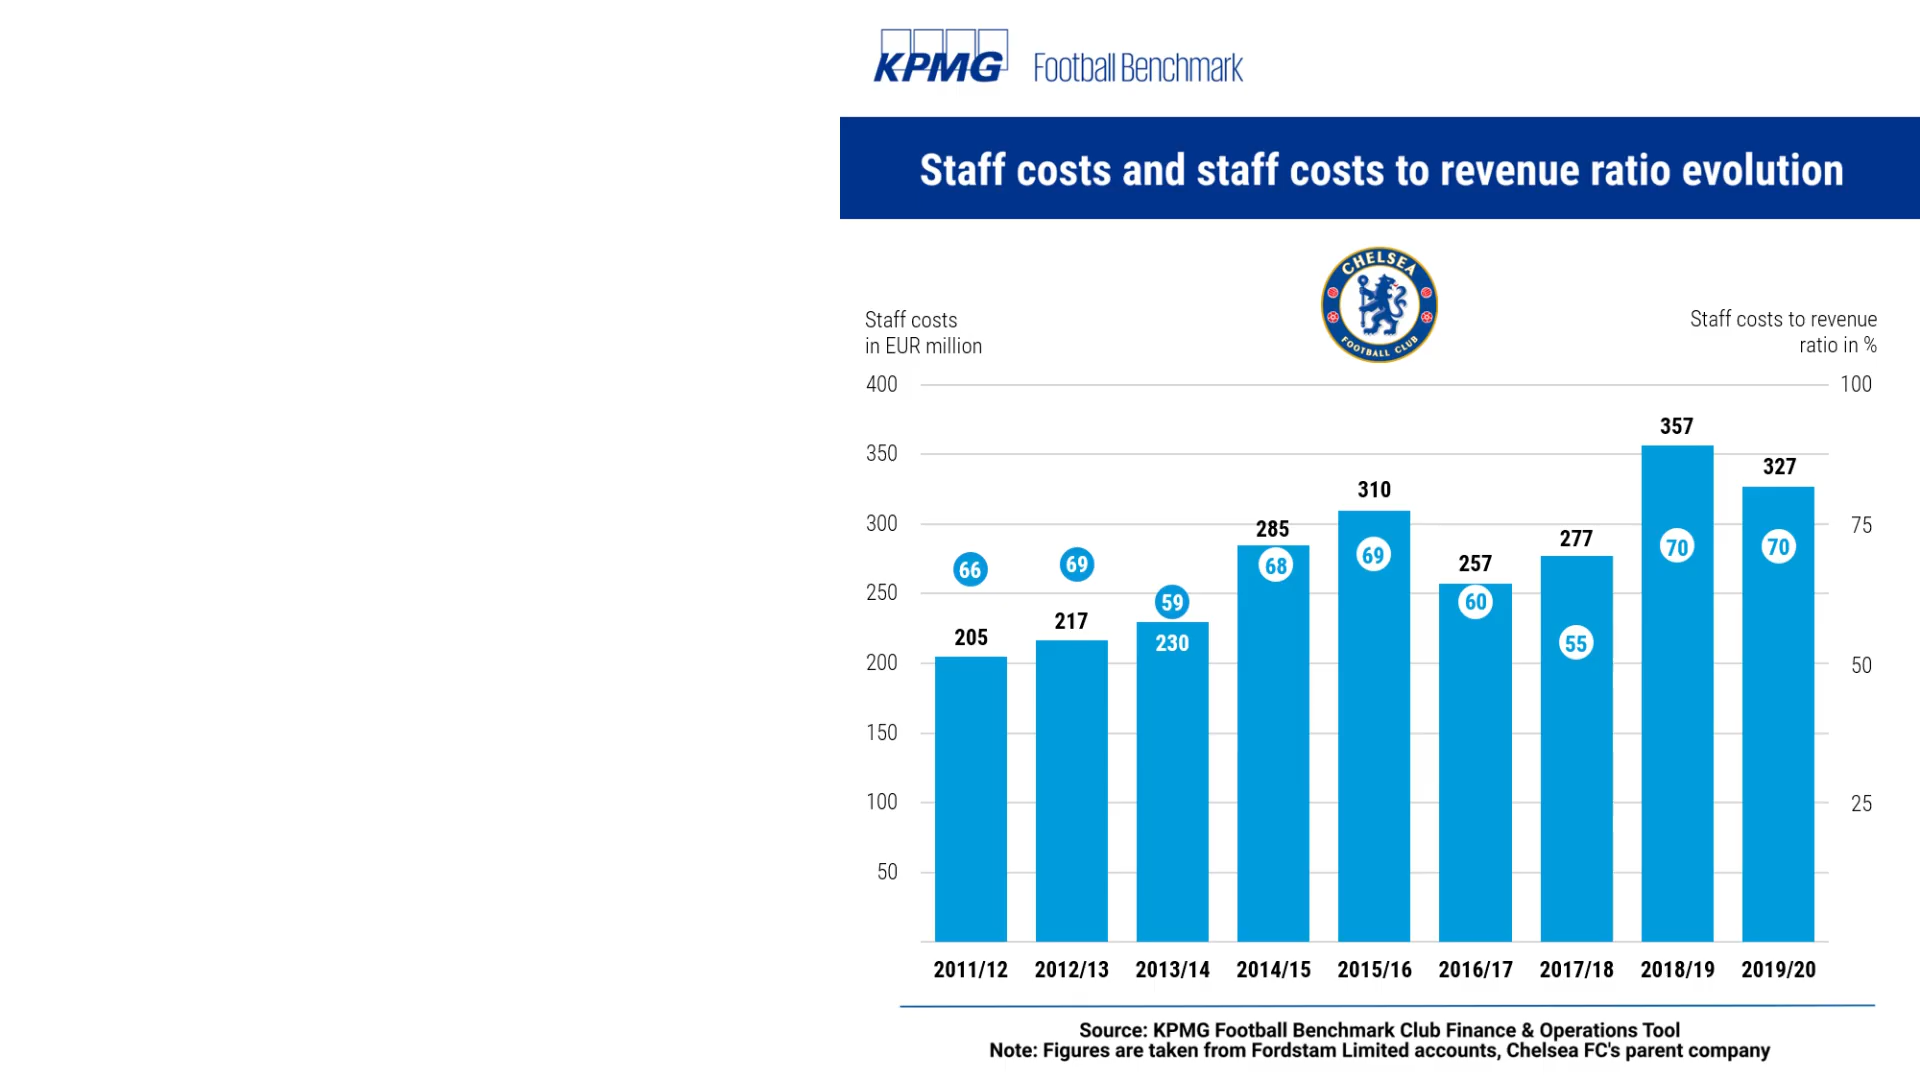 KPMG Football Benchmark
Staff costs and staff costs to revenue ratio evolution
CHELSEA
FOOTBALL CLUB
Staff costs
in EUR million
Staff costs to revenue
ratio in %
400
350
300
250
200
150
100
50
100
75
50
25
205
217
230
285
310
257
277
357
327
66
69
59
68
69
60
55
70
70
2011/12 2012/13 2013/14 2014/15 2015/16 2016/17 2017/18 2018/19 2019/20
Source: KPMG Football Benchmark Club Finance & Operations Tool
Note: Figures are taken from Fordstam Limited accounts, Chelsea FC's parent company